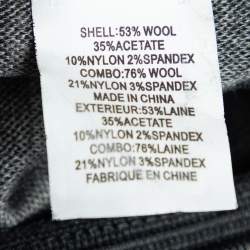 SHELL:53% WOOL
35%ACETATE
10%NYLON 2%SPANDEX
COMBO:76% WOOL
21%NYLON 3%SPANDEX
MADE IN CHINA
EXTERIEUR:53%LAINE
35%ACETATE
10%NYLON 2%SPANDEX
COMBO:76%LAINE
21%NYLON 3%SPANDEX
FABRIQUE EN CHINE